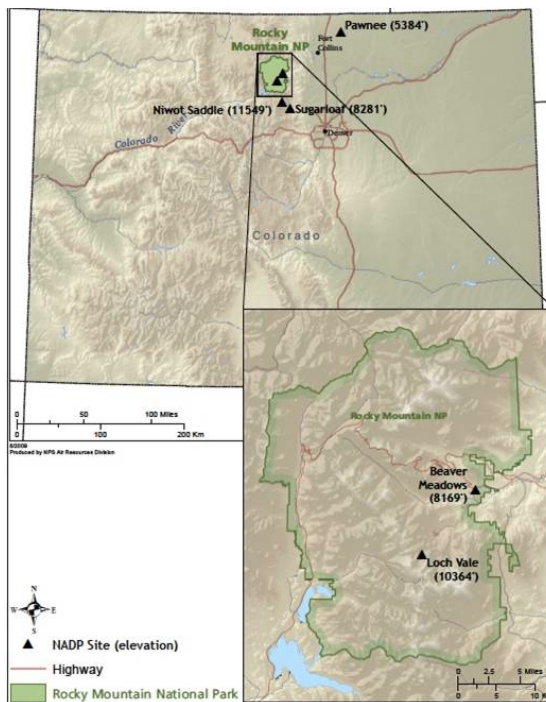 Pawnee (5384')
Rocky
Mountain NP
Fort
Collins
Niwot Saddle (11549')
Sugarloaf (8281')
Denver
Colorado
River
Colorado
0 50 100 Miles
0 100 200 Km
Produced by NPS Air Resources Division
Rocky Mountain NP
Beaver
Meadows
(8169')
Loch Vale
(10364')
N
W E
S
NADP Site (elevation)
Highway
Rocky Mountain National Park
0 2.5 5 Miles
0 5 10